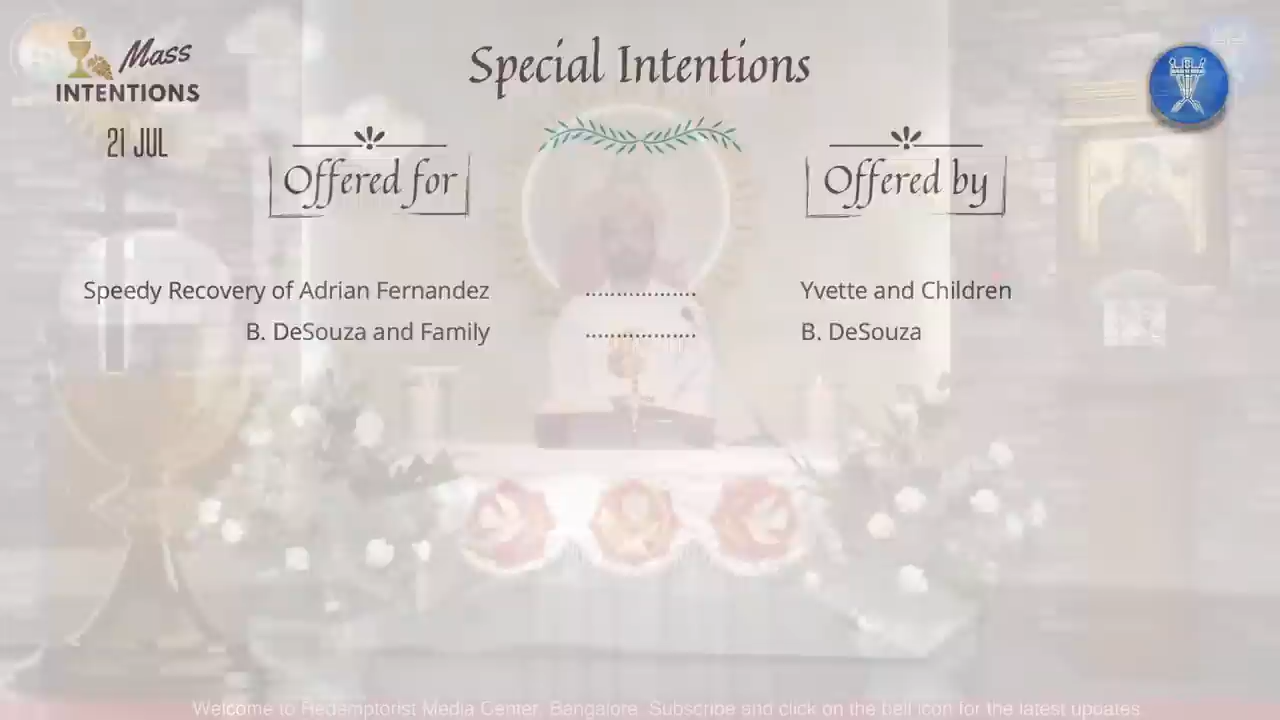 Mass
INTENTIONS
21 JUL
Special Intentions
Offered for
Offered by
Speedy Recovery of Adrian Fernandez ................. Yvette and Children
B. DeSouza and Family ................. B. DeSouza
Welcome to Redemptorist Media Center, Bangalore. Subscribe and click on the bell icon for the latest updates.